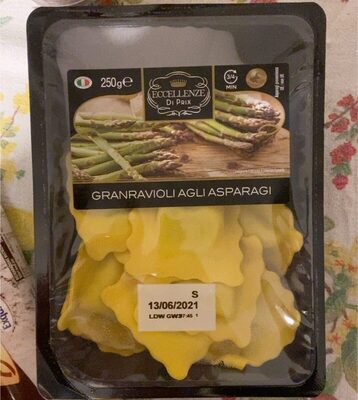 ECCELLENZE
DI PRIX
250g℮
3/4
MIN
GRANRAVIOLI AGLI ASPARAGI
S
13/06/2021